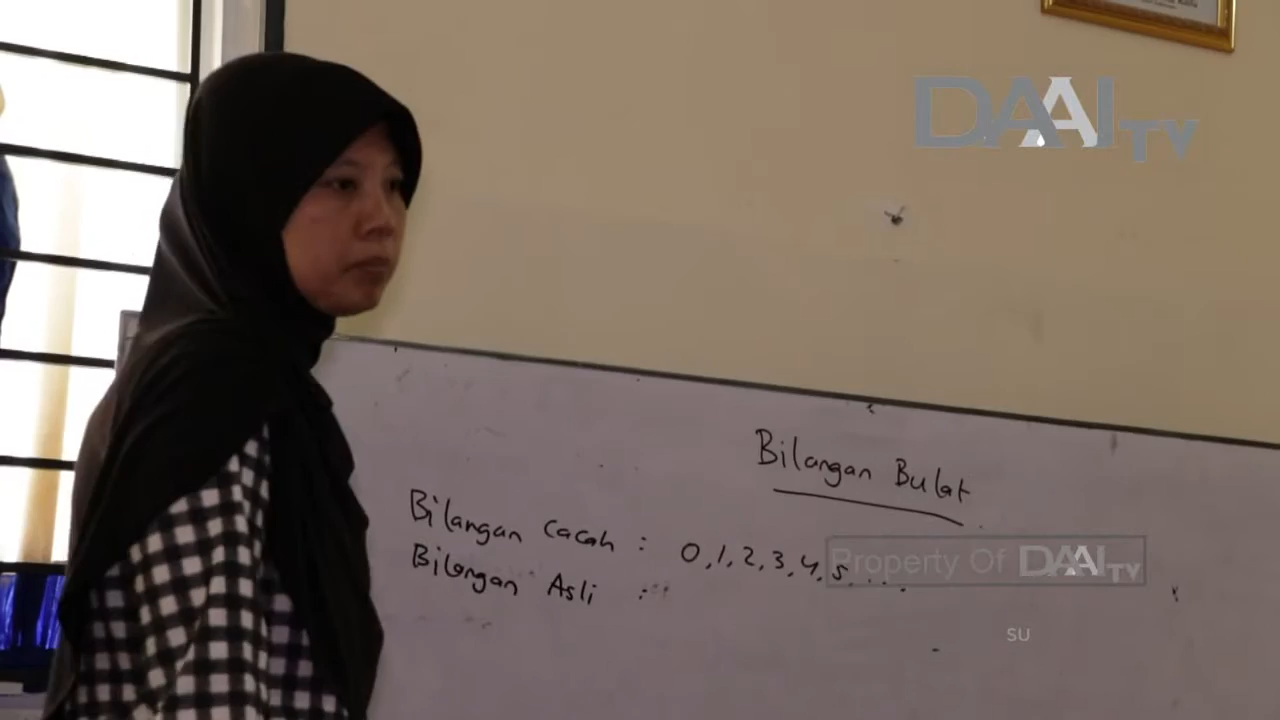 DAAI TV
Bilangan Bulat
Bilangan Cacah : 0,1,2,3,4,5....
Property Of DAAI TV
Bilangan Asli :
SU